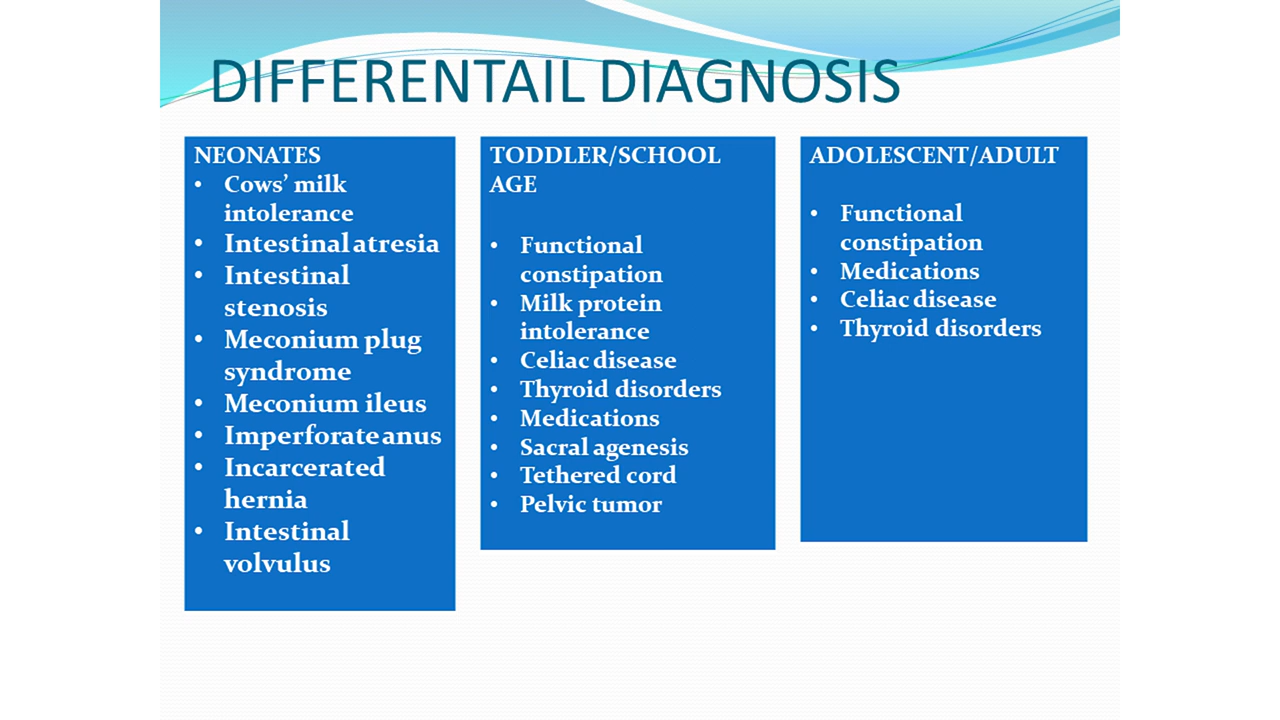 DIFFERENTAIL DIAGNOSIS
NEONATES
• Cows’ milk
intolerance
• Intestinal atresia
• Intestinal
stenosis
• Meconium plug
syndrome
• Meconium ileus
• Imperforate anus
• Incarcerated
hernia
• Intestinal
volvulus
TODDLER/SCHOOL
AGE
• Functional
constipation
• Milk protein
intolerance
• Celiac disease
• Thyroid disorders
• Medications
• Sacral agenesis
• Tethered cord
• Pelvic tumor
ADOLESCENT/ADULT
• Functional
constipation
• Medications
• Celiac disease
• Thyroid disorders